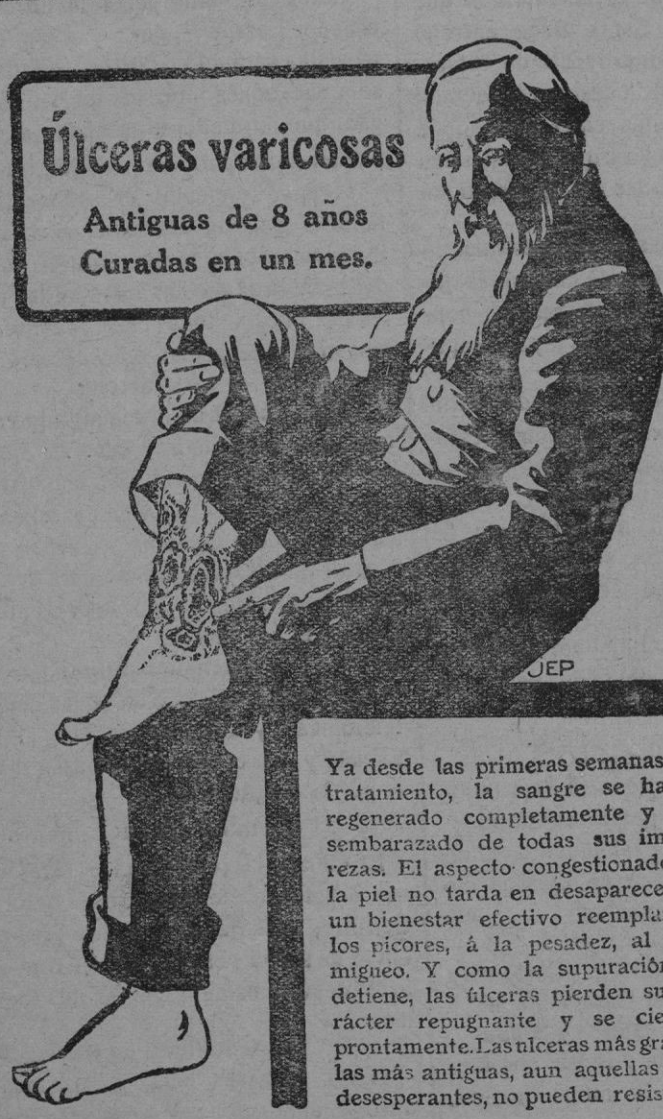 Úlceras varicosas
Antiguas de 8 años
Curadas en un mes.
JEP
Ya desde las primeras semanas
tratamiento, la sangre se ha
regenerado completamente y
sembarazado de todas sus im
rezas. El aspecto congestionado
la piel no tarda en desaparece
un bienestar efectivo reempla
los picores, á la pesadez, al
migueo. Y como la supuración
detiene, las úlceras pierden su
rácter repugnante y se cie
prontamente. Las ulceras más gra
las más antiguas, aun aquellas
desesperantes, no pueden resis